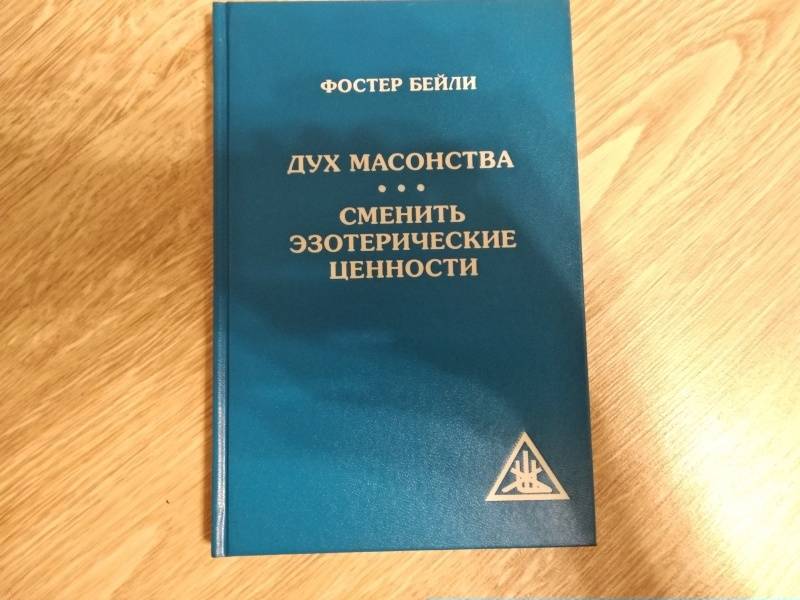 ФОСТЕР БЕЙЛИ
ДУХ МАСОНСТВА
• • •
СМЕНИТЬ
ЭЗОТЕРИЧЕСКИЕ
ЦЕННОСТИ